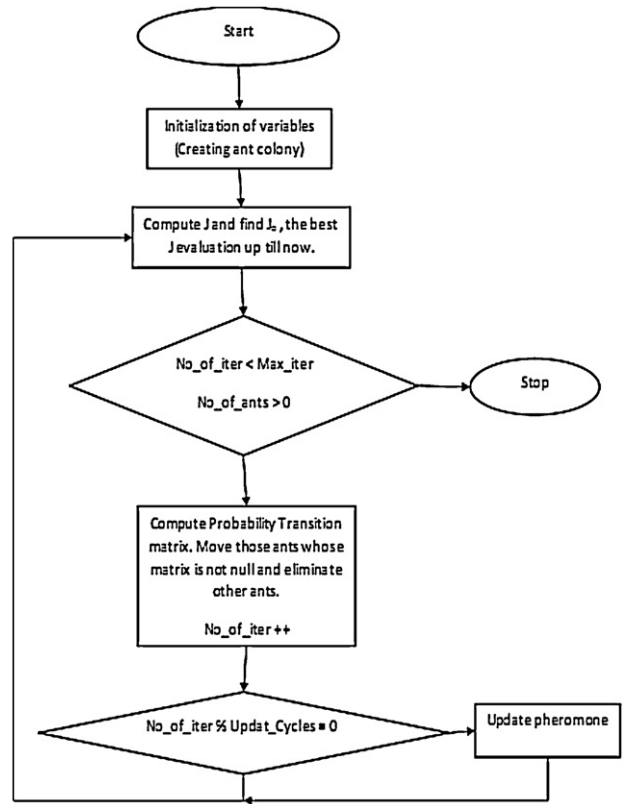 Start
Initialization of variables
(Creating ant colony)
Compute J and find J , the best
J evaluation up till now.
No_of_iter < Max_iter
No_of_ants > 0
Stop
Compute Probability Transition
matrix. Move those ants whose
matrix is not null and eliminate
other ants.
No_of_iter ++
No_of_iter % Updat_Cycles = 0
Update pheromone